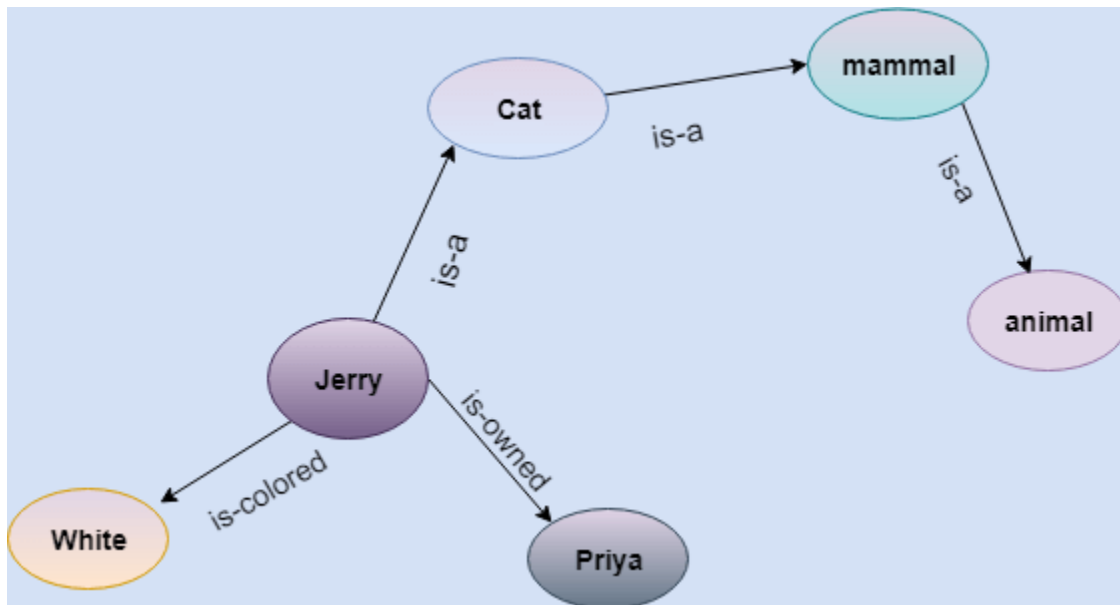 mammal
Cat
is-a
is-a
is-a
animal
Jerry
is-owned
is-colored
White
Priya